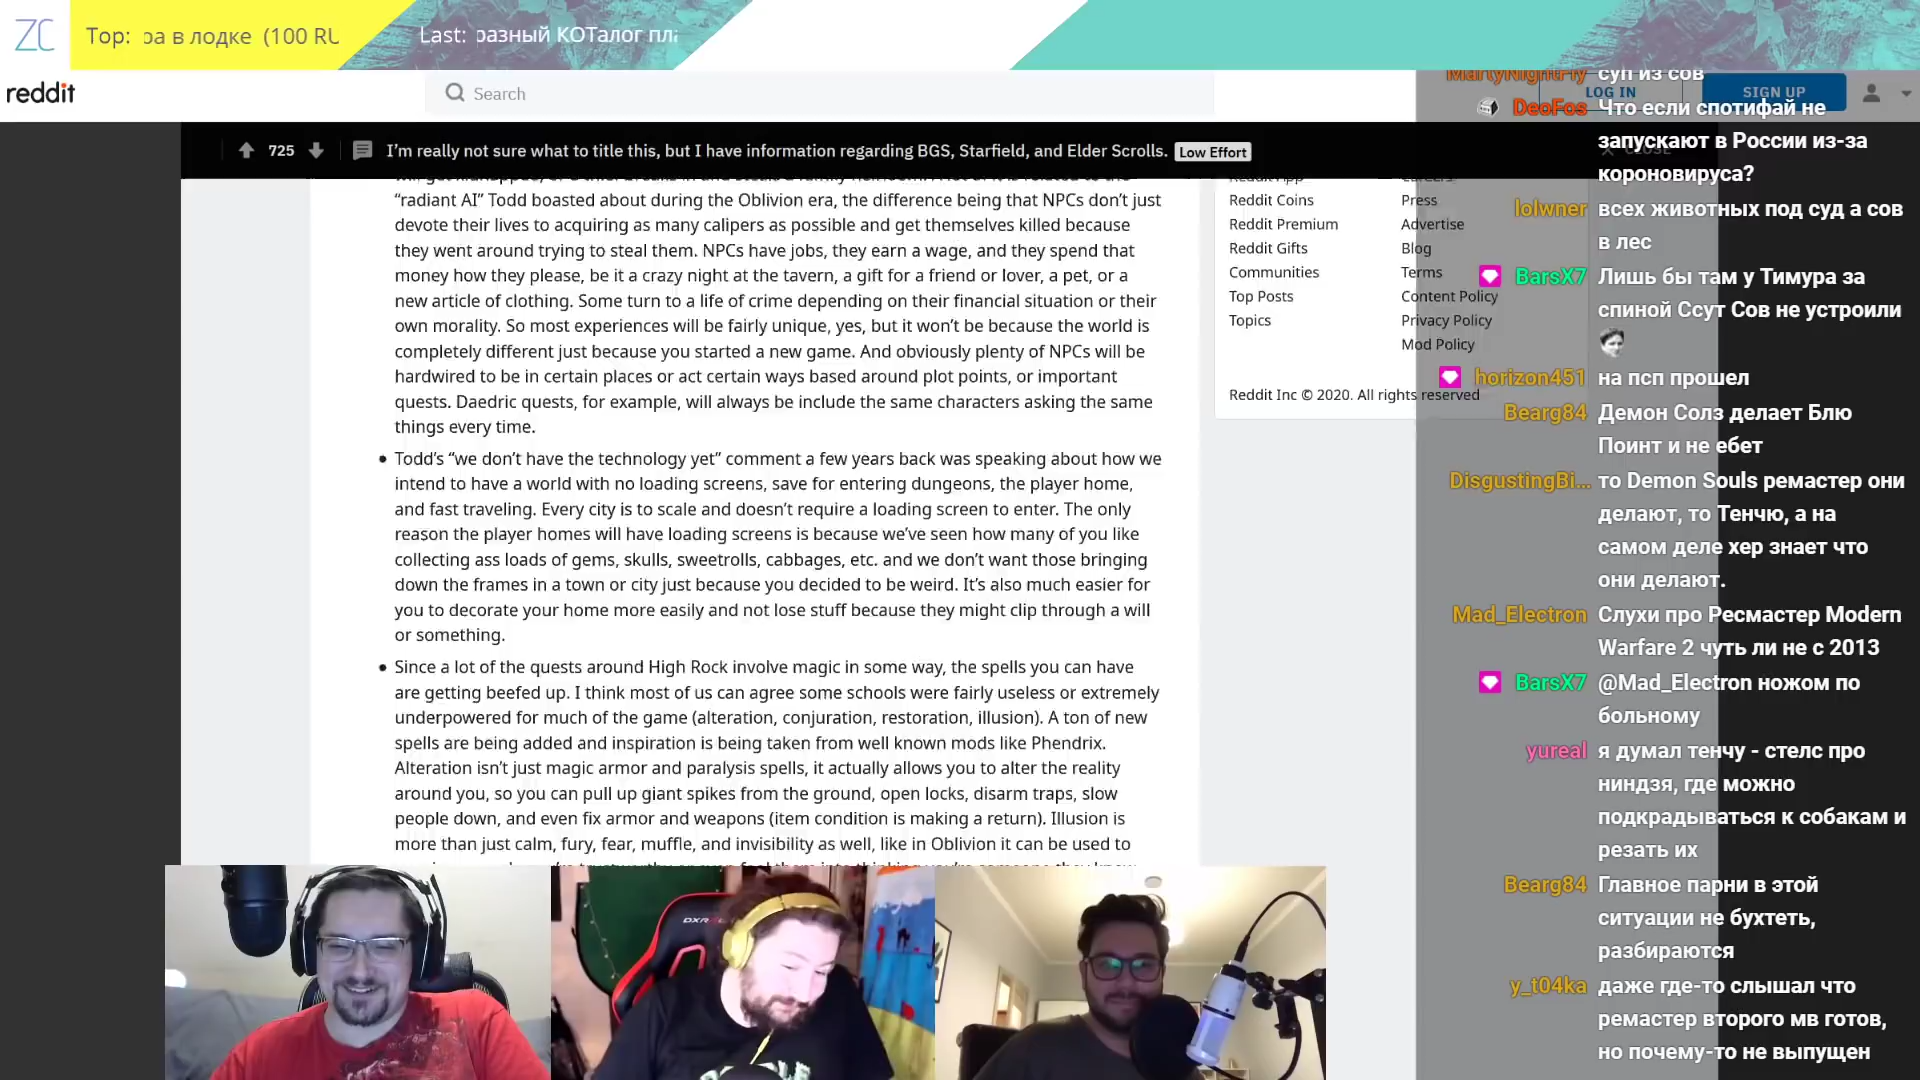 ZC
Top: ра в лодке (100 RU
Last: разный КОТалог пла
reddit
Search
LOG IN
SIGN UP
725
I’m really not sure what to title this, but I have information regarding BGS, Starfield, and Elder Scrolls.
Low Effort
CLOSE
“radiant AI” Todd boasted about during the Oblivion era, the difference being that NPCs don’t just
devote their lives to acquiring as many calipers as possible and get themselves killed because
they went around trying to steal them. NPCs have jobs, they earn a wage, and they spend that
money how they please, be it a crazy night at the tavern, a gift for a friend or lover, a pet, or a
new article of clothing. Some turn to a life of crime depending on their financial situation or their
own morality. So most experiences will be fairly unique, yes, but it won’t be because the world is
completely different just because you started a new game. And obviously plenty of NPCs will be
hardwired to be in certain places or act certain ways based around plot points, or important
quests. Daedric quests, for example, will always be include the same characters asking the same
things every time.
Todd’s “we don’t have the technology yet” comment a few years back was speaking about how we
intend to have a world with no loading screens, save for entering dungeons, the player home,
and fast traveling. Every city is to scale and doesn’t require a loading screen to enter. The only
reason the player homes will have loading screens is because we’ve seen how many of you like
collecting ass loads of gems, skulls, sweetrolls, cabbages, etc. and we don’t want those bringing
down the frames in a town or city just because you decided to be weird. It’s also much easier for
you to decorate your home more easily and not lose stuff because they might clip through a will
or something.
Since a lot of the quests around High Rock involve magic in some way, the spells you can have
are getting beefed up. I think most of us can agree some schools were fairly useless or extremely
underpowered for much of the game (alteration, conjuration, restoration, illusion). A ton of new
spells are being added and inspiration is being taken from well known mods like Phendrix.
Alteration isn’t just magic armor and paralysis spells, it actually allows you to alter the reality
around you, so you can pull up giant spikes from the ground, open locks, disarm traps, slow
people down, and even fix armor and weapons (item condition is making a return). Illusion is
more than just calm, fury, fear, muffle, and invisibility as well, like in Oblivion it can be used to
Reddit App
Careers
Reddit Coins
Press
Reddit Premium
Advertise
Reddit Gifts
Blog
Communities
Terms
Top Posts
Content Policy
Topics
Privacy Policy
Mod Policy
Reddit Inc © 2020. All rights reserved
MartyNightFly суп из сов
DeoFos Что если спотифай не
запускают в России из-за
короновируса?
lolwner всех животных под суд а сов
в лес
BarsX7 Лишь бы там у Тимура за
спиной Ссут Сов не устроили
horizon451 на псп прошел
Bearg84 Демон Солз делает Блю
Поинт и не ебет
DisgustingBi... то Demon Souls ремастер они
делают, то Тенчю, а на
самом деле хер знает что
они делают.
Mad_Electron Слухи про Ресмастер Modern
Warfare 2 чуть ли не с 2013
BarsX7 @Mad_Electron ножом по
больному
yureal я думал тенчу - стелс про
ниндзя, где можно
подкрадываться к собакам и
резать их
Bearg84 Главное парни в этой
ситуации не бухтеть,
разбираются
y_t04ka даже где-то слышал что
ремастер второго мв готов,
но почему-то не выпущен